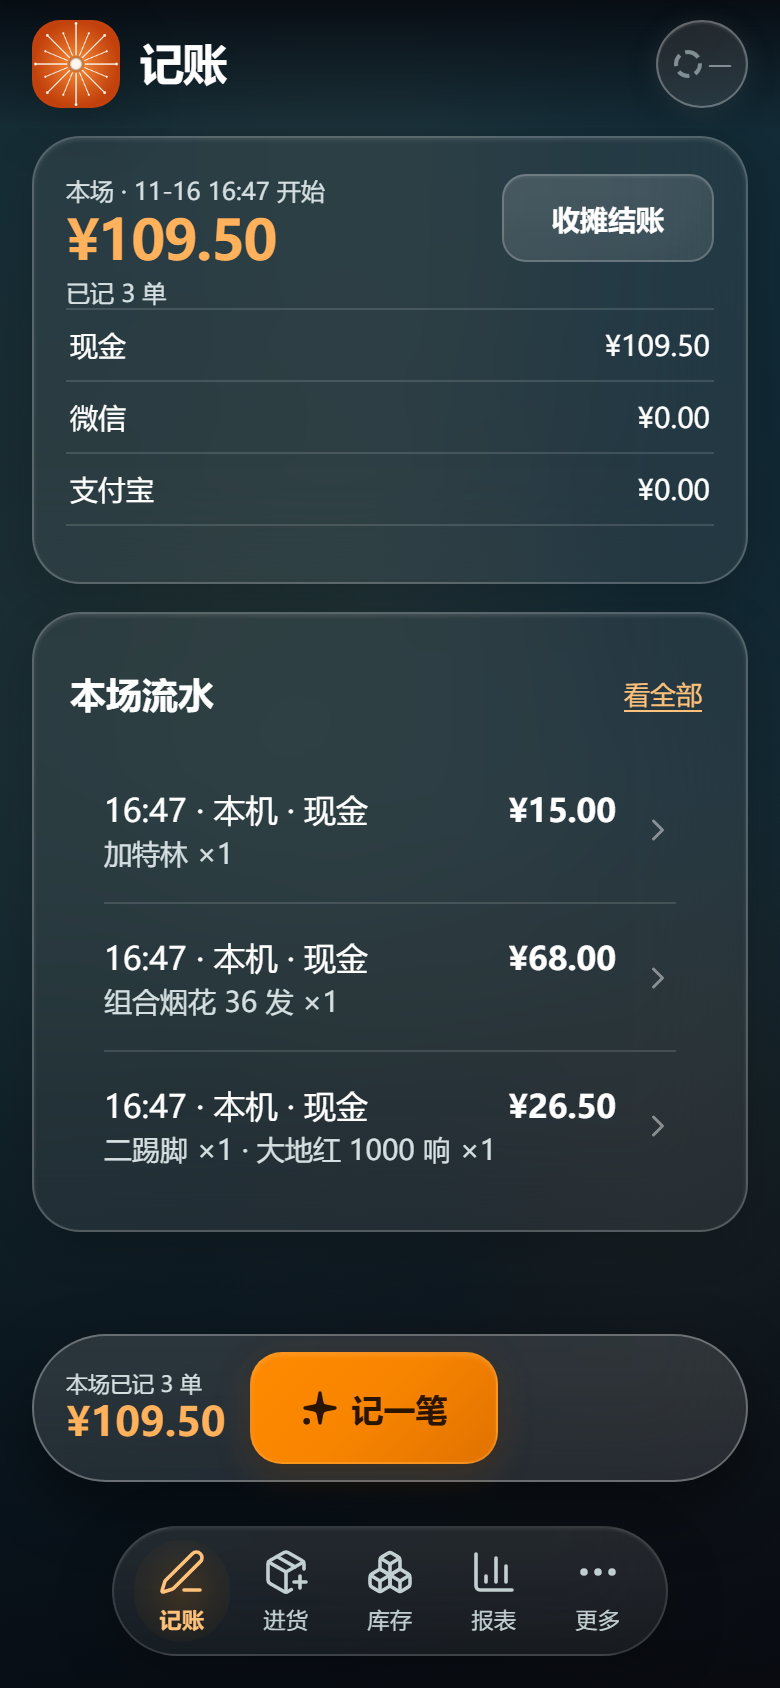 记账
本场 · 11-16 16:47 开始
¥109.50
收摊结账
已记 3 单
现金 ¥109.50
微信 ¥0.00
支付宝 ¥0.00
本场流水 看全部
16:47 · 本机 · 现金 ¥15.00
加特林 ×1
16:47 · 本机 · 现金 ¥68.00
组合烟花 36 发 ×1
16:47 · 本机 · 现金 ¥26.50
二踢脚 ×1 · 大地红 1000 响 ×1
本场已记 3 单
¥109.50
记一笔
记账 进货 库存 报表 更多